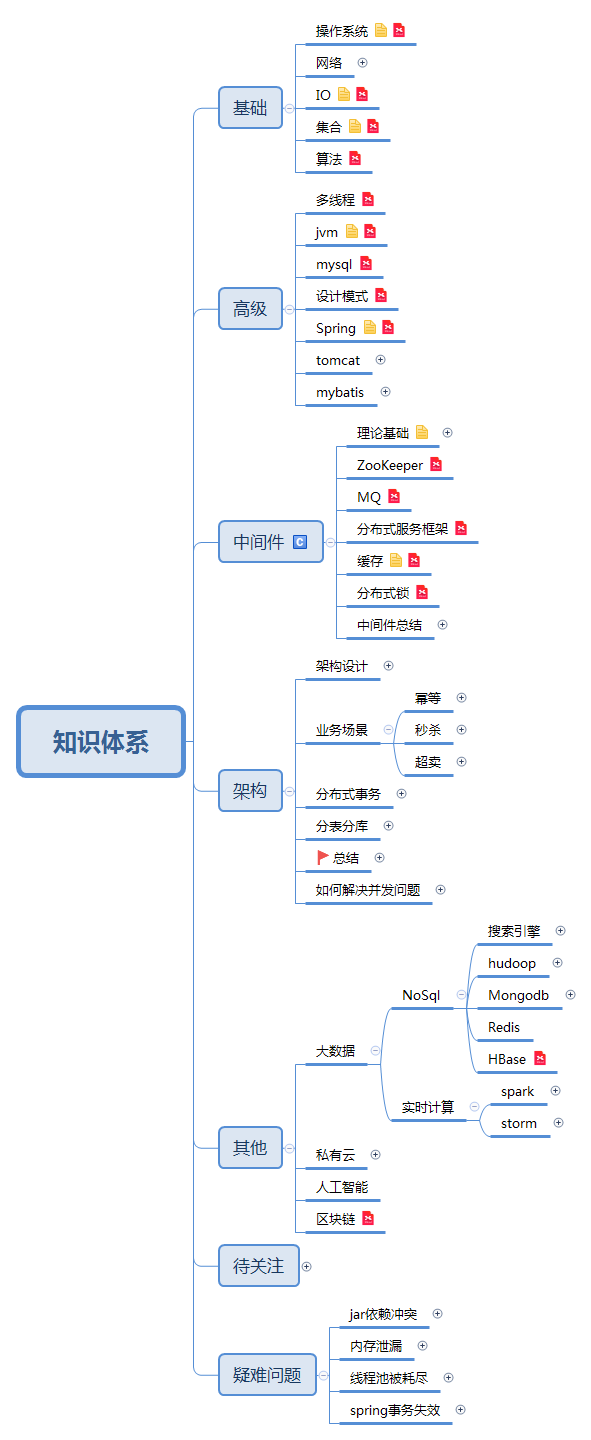 知识体系
基础
操作系统
网络
IO
集合
算法
高级
多线程
jvm
mysql
设计模式
Spring
tomcat
mybatis
中间件
理论基础
ZooKeeper
MQ
分布式服务框架
缓存
分布式锁
中间件总结
架构
架构设计
业务场景
幂等
秒杀
超卖
分布式事务
分表分库
总结
如何解决并发问题
其他
大数据
NoSql
搜索引擎
hudoop
Mongodb
Redis
HBase
实时计算
spark
storm
私有云
人工智能
区块链
待关注
疑难问题
jar依赖冲突
内存泄漏
线程池被耗尽
spring事务失效